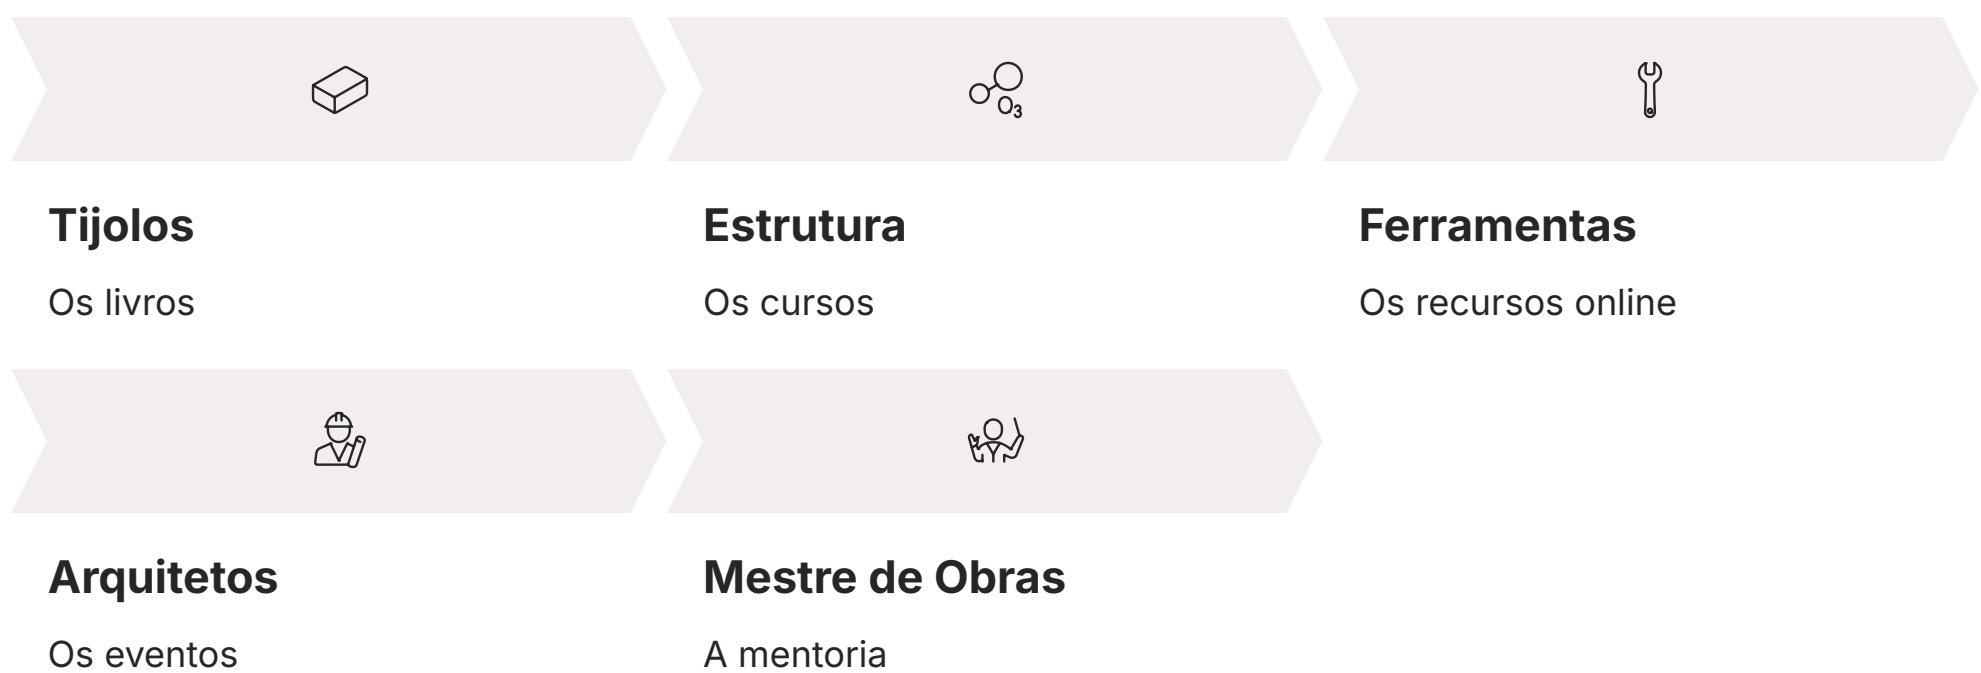 O3
Tijolos
Os livros
Estrutura
Os cursos
Ferramentas
Os recursos online
Arquitetos
Os eventos
Mestre de Obras
A mentoria